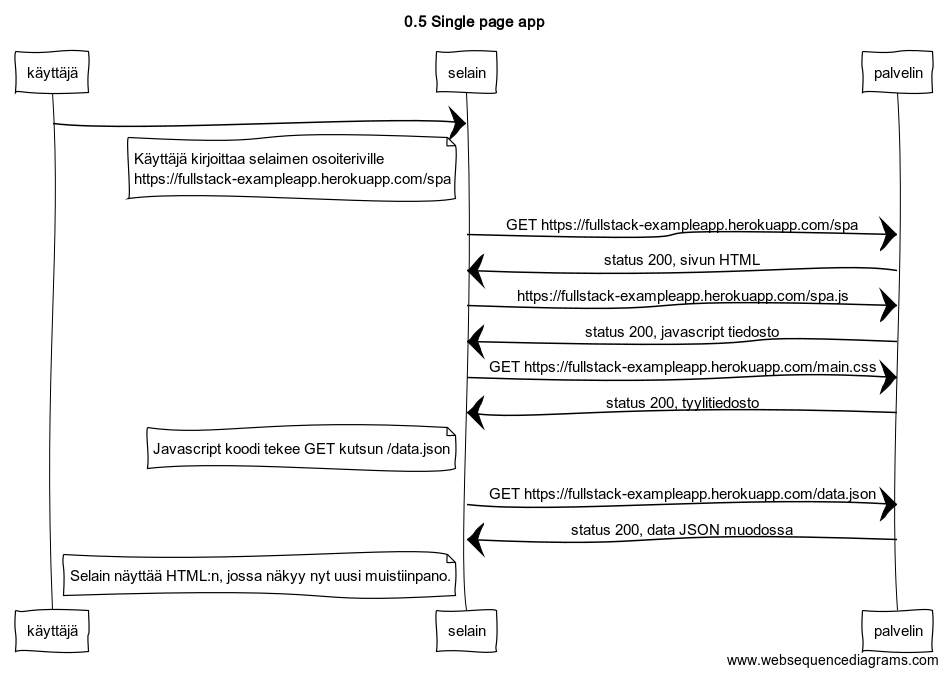 0.5 Single page app
käyttäjä
selain
palvelin
Käyttäjä kirjoittaa selaimen osoiteriville
https://fullstack-exampleapp.herokuapp.com/spa
GET https://fullstack-exampleapp.herokuapp.com/spa
status 200, sivun HTML
https://fullstack-exampleapp.herokuapp.com/spa.js
status 200, javascript tiedosto
GET https://fullstack-exampleapp.herokuapp.com/main.css
status 200, tyylitiedosto
Javascript koodi tekee GET kutsun /data.json
GET https://fullstack-exampleapp.herokuapp.com/data.json
status 200, data JSON muodossa
Selain näyttää HTML:n, jossa näkyy nyt uusi muistiinpano.
käyttäjä
selain
palvelin
www.websequencediagrams.com